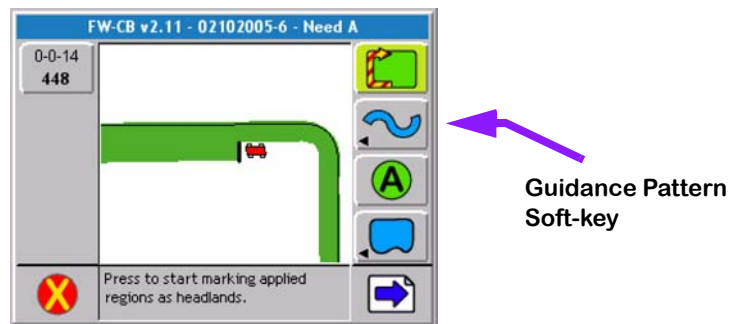 FW-CB v2.11 - 02102005-6 - Need A
0-0-14
448
A
Guidance Pattern
Soft-key
X
Press to start marking applied
regions as headlands.